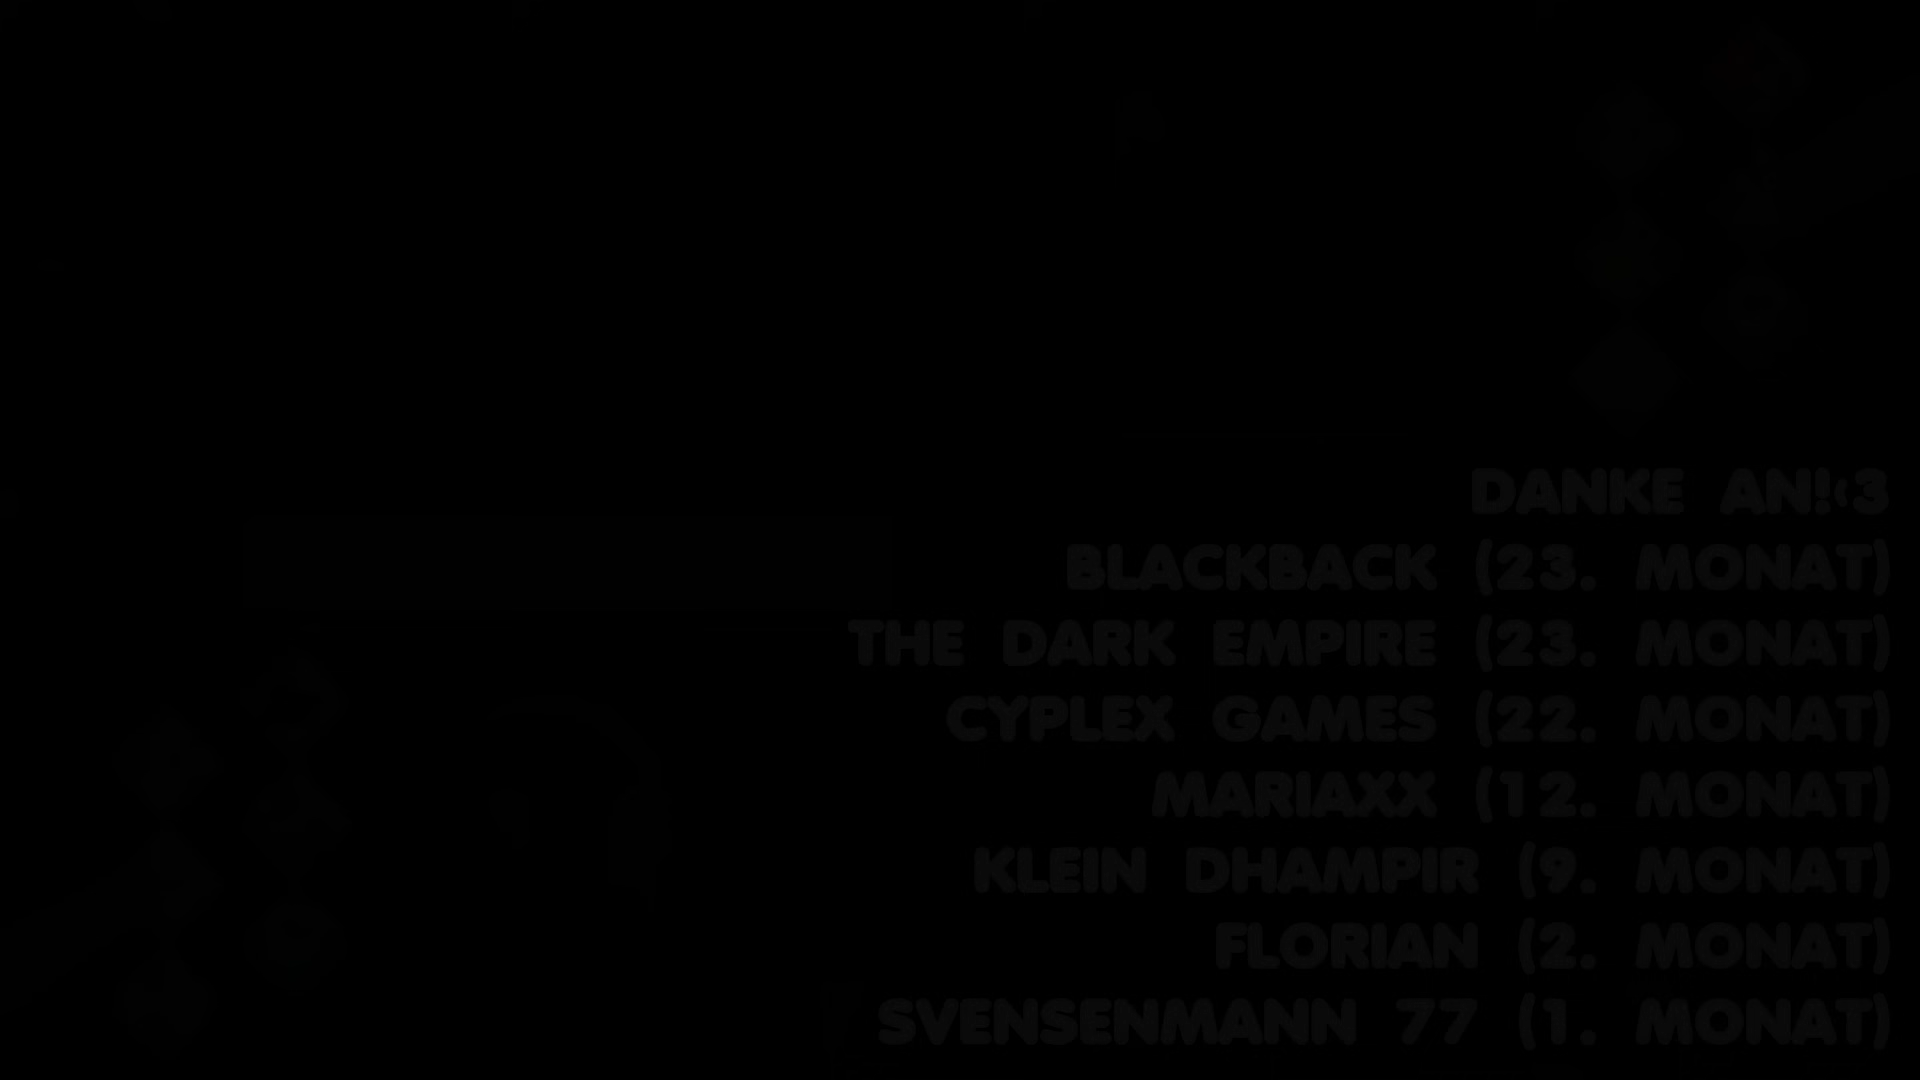 DANKE AN!<3
BLACKBACK (23. MONAT)
THE DARK EMPIRE (23. MONAT)
CYPLEX GAMES (22. MONAT)
MARIAXX (12. MONAT)
KLEIN DHAMPIR (9. MONAT)
FLORIAN (2. MONAT)
SVENSENMANN 77 (1. MONAT)